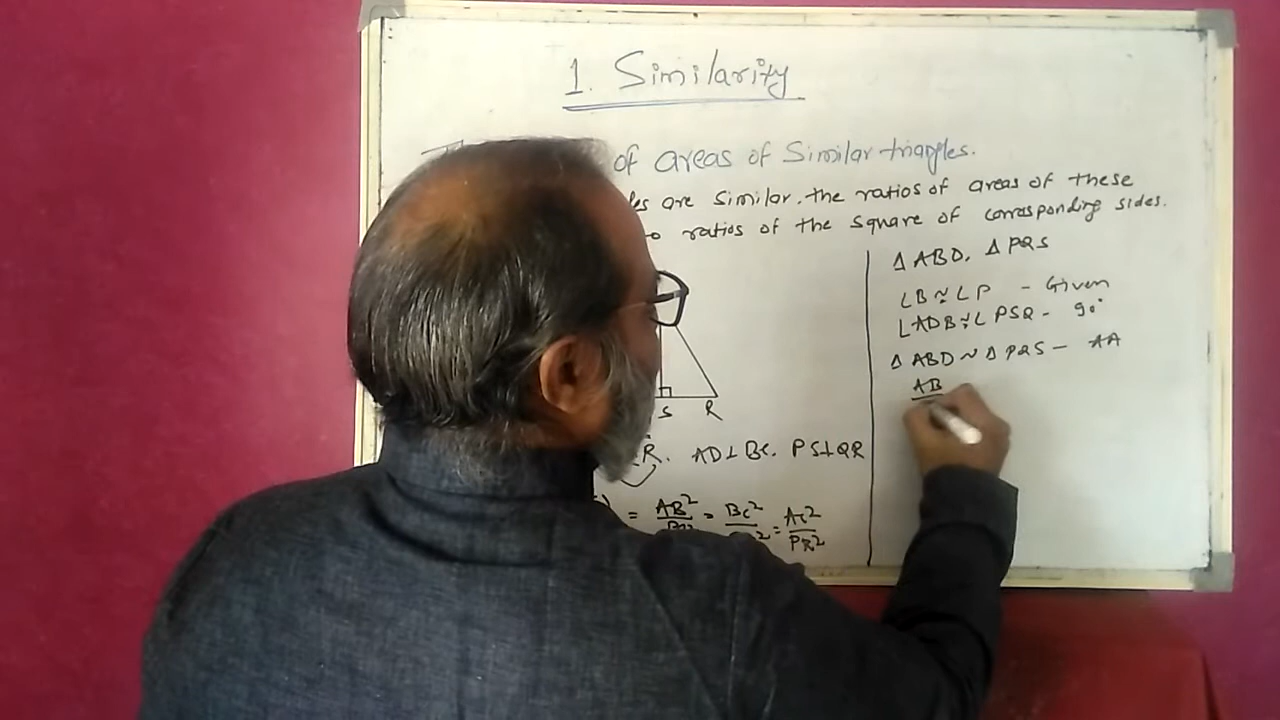 1. Similarity
of areas of Similar triangles.
are similar, the ratios of areas of these
ratios of the square of corresponding sides.
S R
R. AD⊥BC. PS⊥QR
= AB² = BC² = AC²
PR²
Δ ABD, Δ PQS
∠B ≅ ∠P - Given
∠ADB ≅ ∠PSQ - 90°
Δ ABD ~ Δ PQS - AA
AB